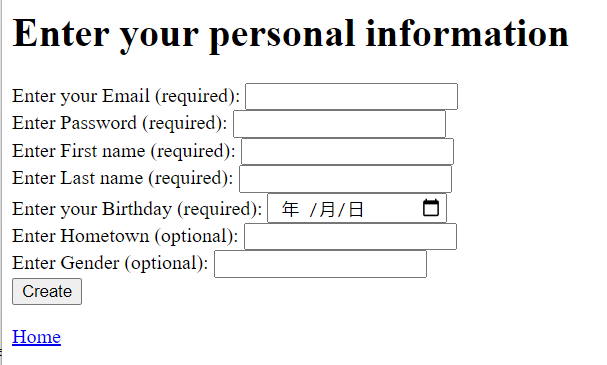 Enter your personal information
Enter your Email (required):
Enter Password (required):
Enter First name (required):
Enter Last name (required):
Enter your Birthday (required): 年 /月/日
Enter Hometown (optional):
Enter Gender (optional):
Create
Home